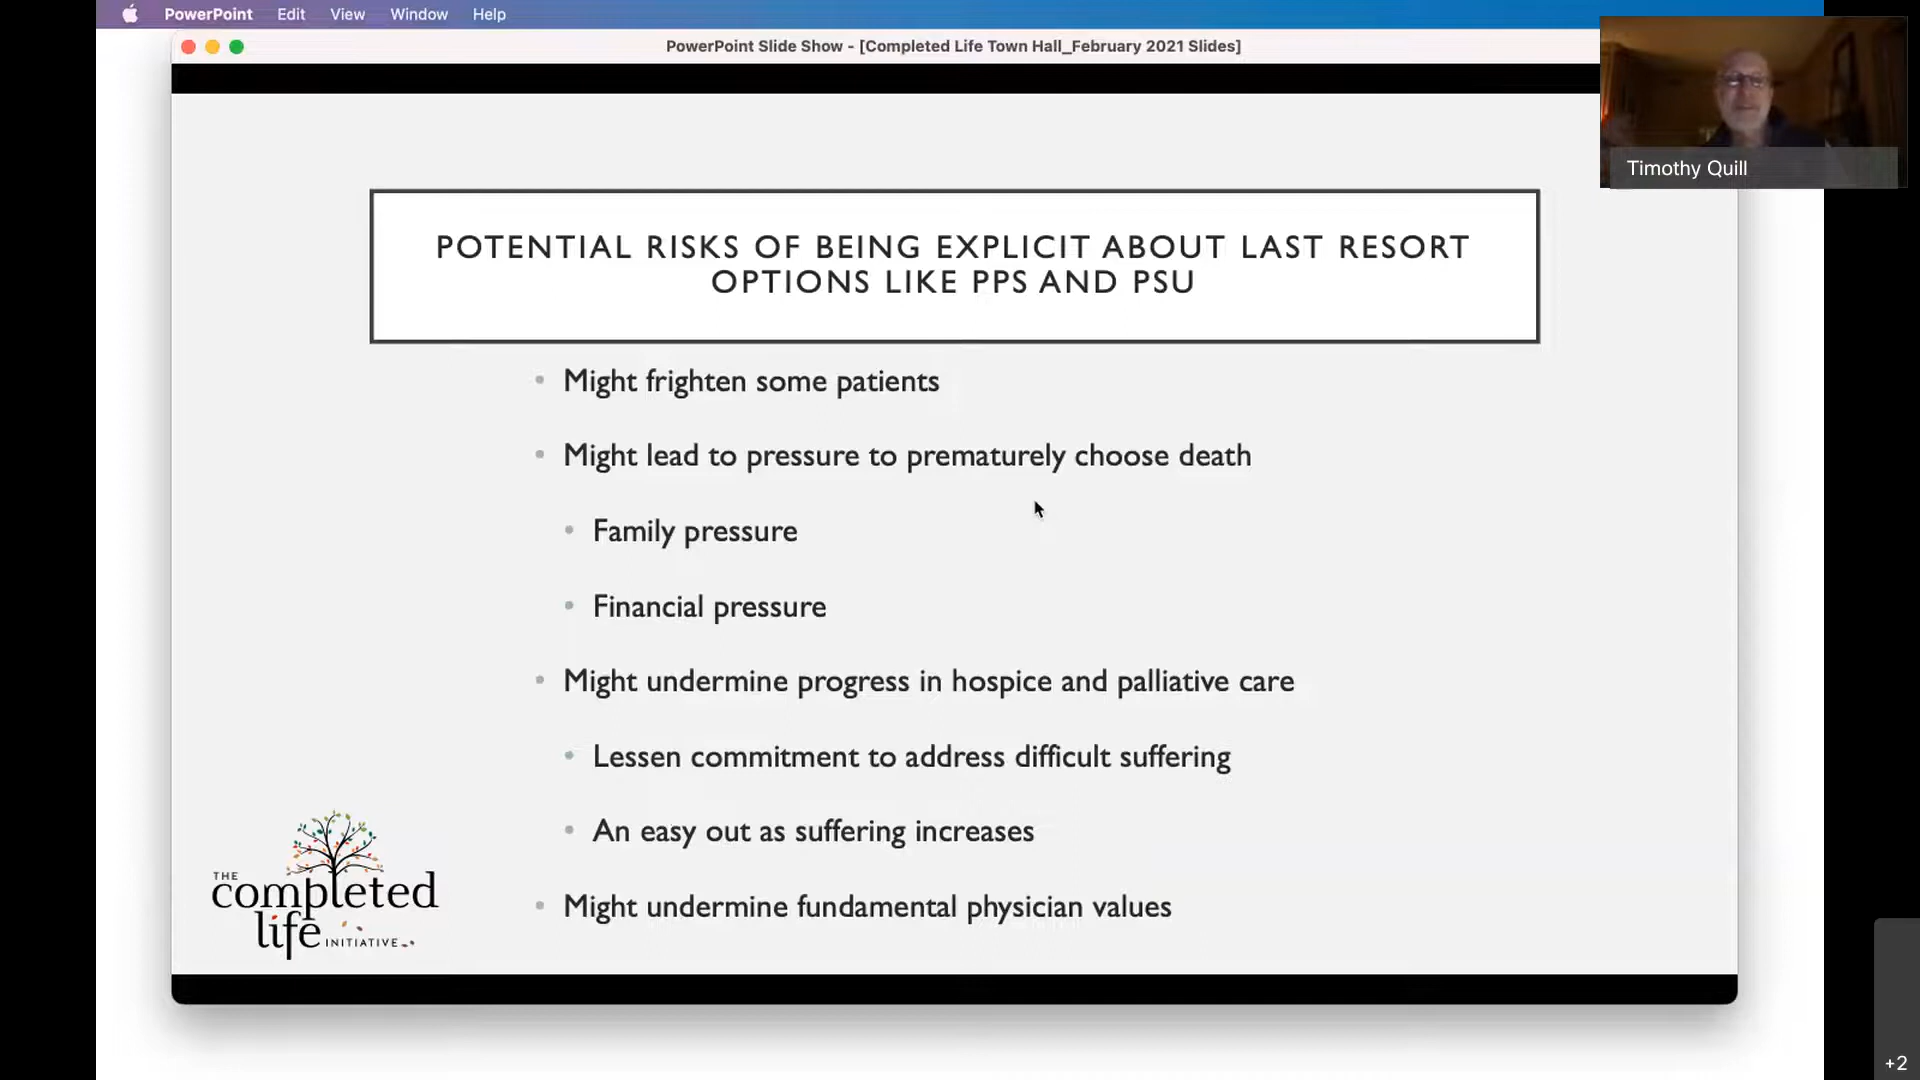 PowerPoint Edit View Window Help
PowerPoint Slide Show - [Completed Life Town Hall_February 2021 Slides]
Timothy Quill
POTENTIAL RISKS OF BEING EXPLICIT ABOUT LAST RESORT
OPTIONS LIKE PPS AND PSU
• Might frighten some patients
• Might lead to pressure to prematurely choose death
• Family pressure
• Financial pressure
• Might undermine progress in hospice and palliative care
• Lessen commitment to address difficult suffering
• An easy out as suffering increases
• Might undermine fundamental physician values
THE
completed
life INITIATIVE
+2